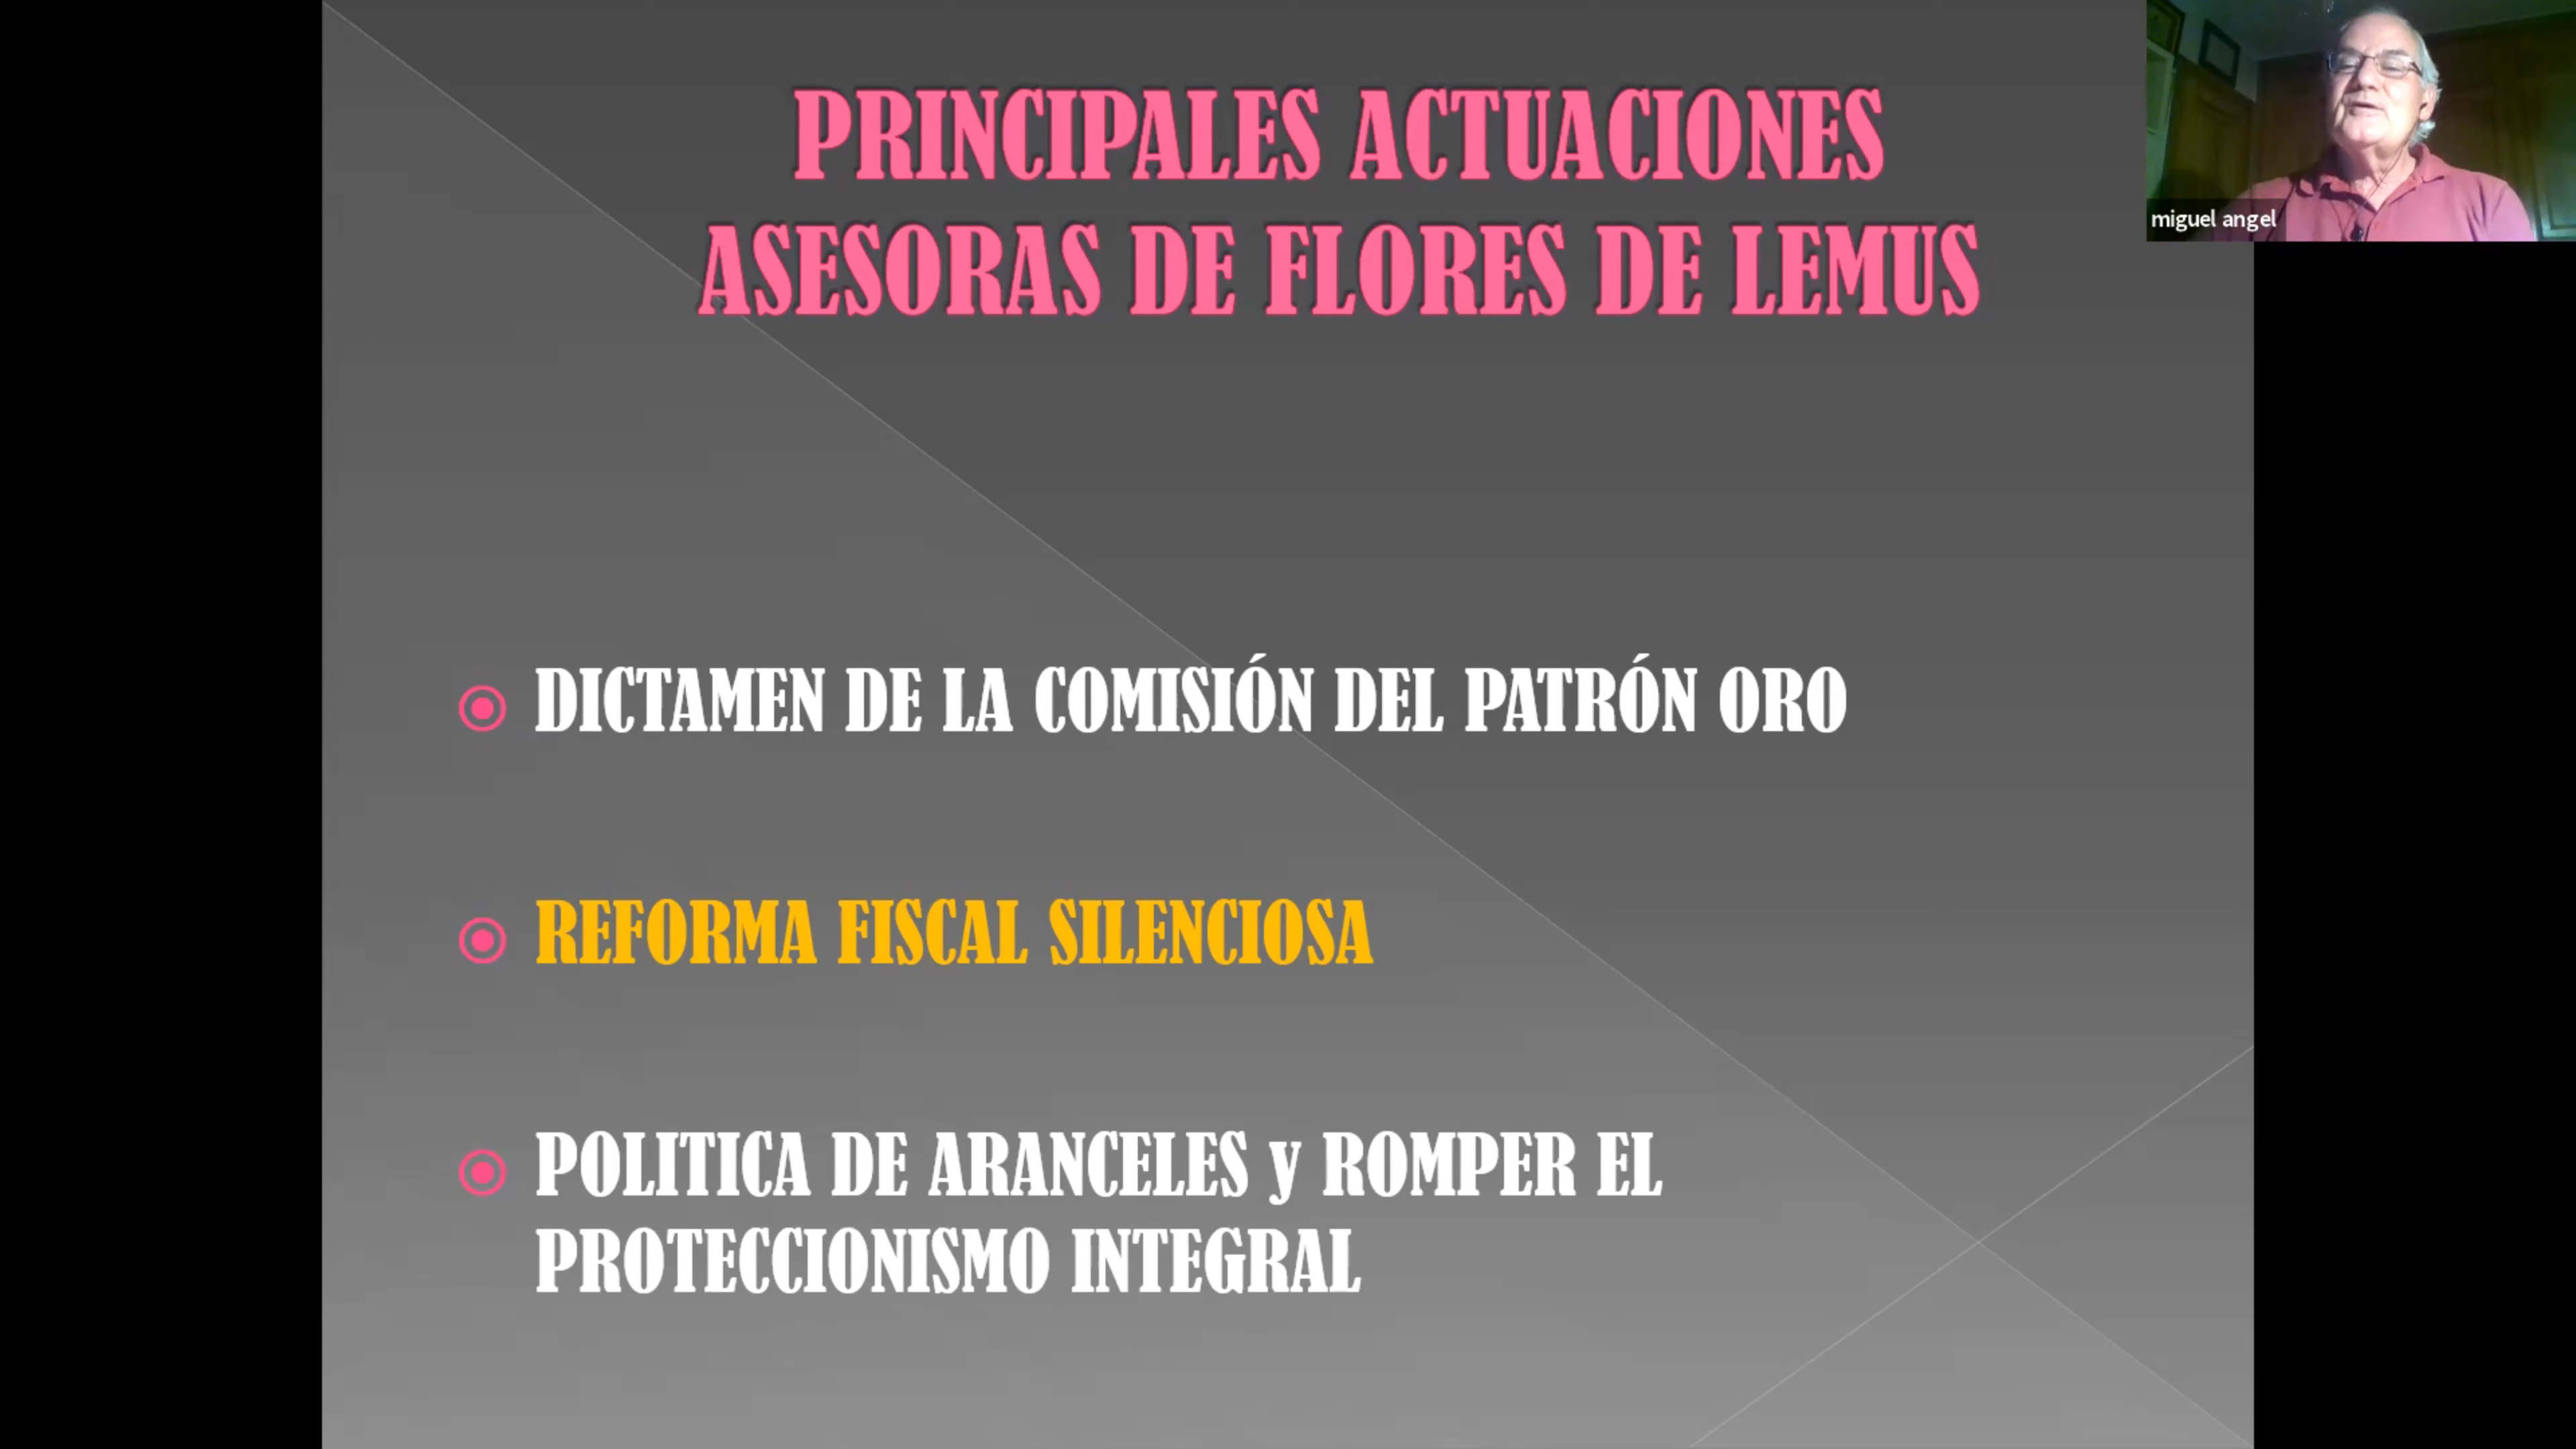 PRINCIPALES ACTUACIONES
ASESORAS DE FLORES DE LEMUS
miguel angel
DICTAMEN DE LA COMISIÓN DEL PATRÓN ORO
REFORMA FISCAL SILENCIOSA
POLITICA DE ARANCELES y ROMPER EL
PROTECCIONISMO INTEGRAL